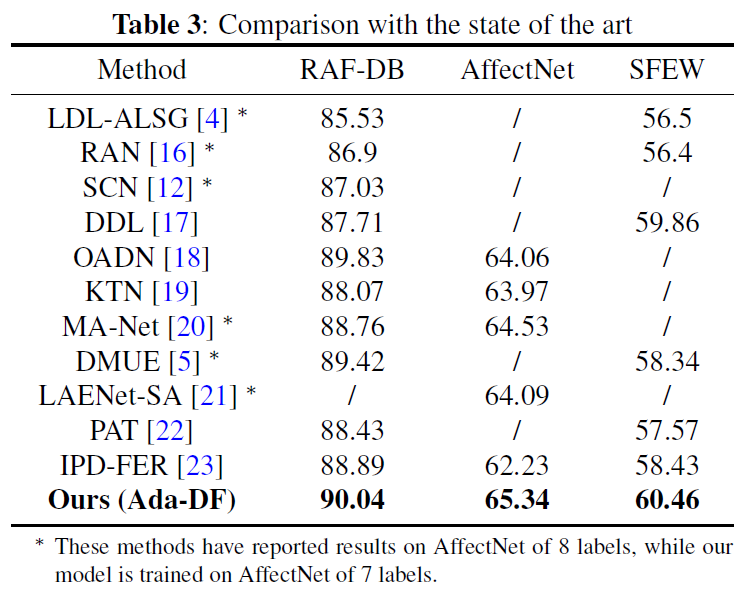 Table 3: Comparison with the state of the art
Method RAF-DB AffectNet SFEW
LDL-ALSG [4] * 85.53 / 56.5
RAN [16] * 86.9 / 56.4
SCN [12] * 87.03 / /
DDL [17] 87.71 / 59.86
OADN [18] 89.83 64.06 /
KTN [19] 88.07 63.97 /
MA-Net [20] * 88.76 64.53 /
DMUE [5] * 89.42 / 58.34
LAENet-SA [21] * / 64.09 /
PAT [22] 88.43 / 57.57
IPD-FER [23] 88.89 62.23 58.43
Ours (Ada-DF) 90.04 65.34 60.46
* These methods have reported results on AffectNet of 8 labels, while our
model is trained on AffectNet of 7 labels.